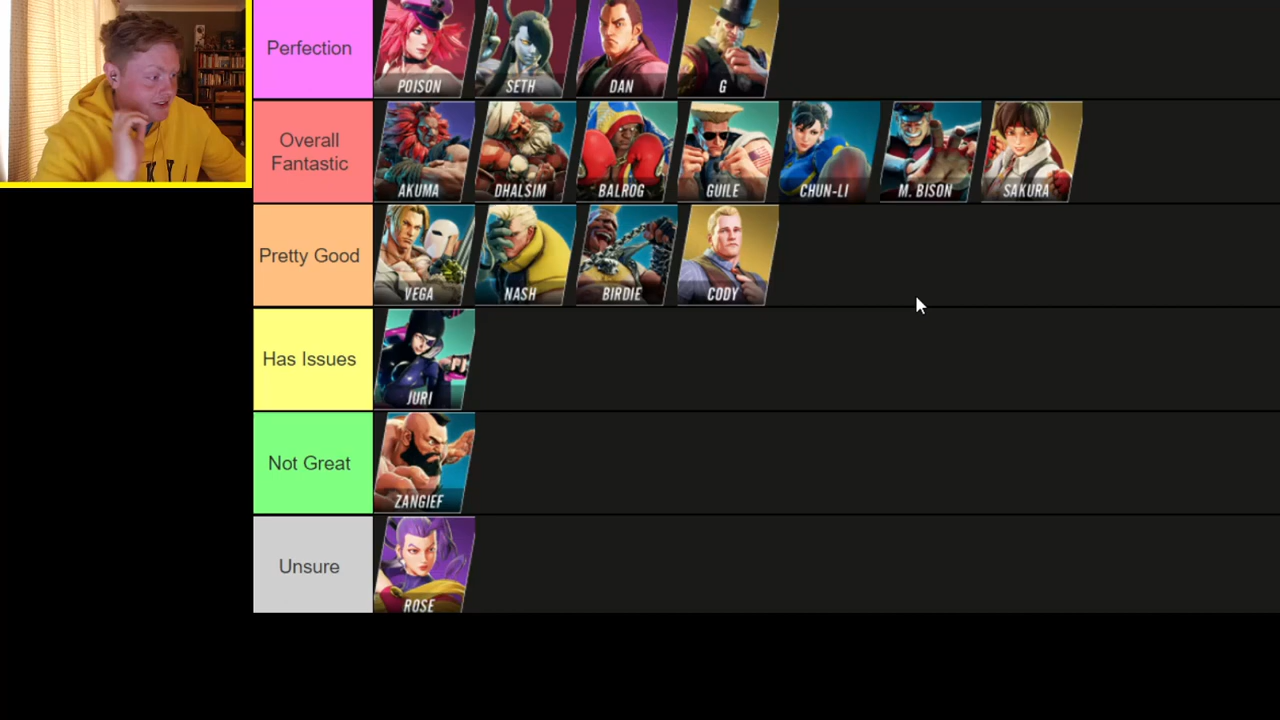 Perfection
POISON
SETH
DAN
G
Overall
Fantastic
AKUMA
DHALSIM
BALROG
GUILE
CHUN-LI
M. BISON
SAKURA
Pretty Good
VEGA
NASH
BIRDIE
CODY
Has Issues
JURI
Not Great
ZANGIEF
Unsure
ROSE